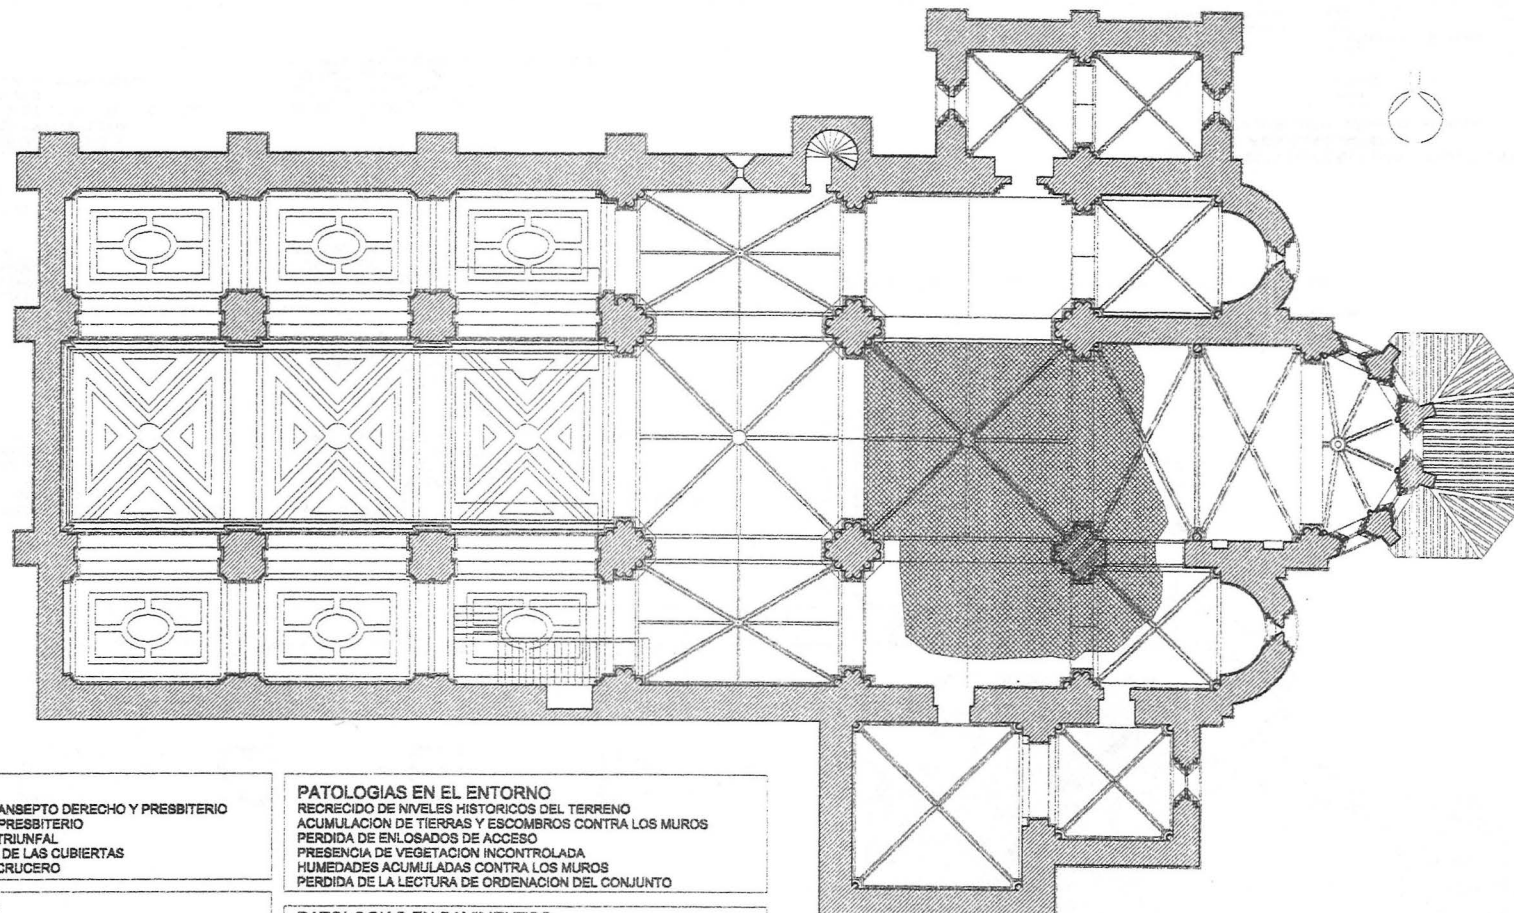 ANSEPTO DERECHO Y PRESBITERIO
PRESBITERIO
TRIUNFAL
DE LAS CUBIERTAS
CRUCERO
PATOLOGIAS EN EL ENTORNO
RECRECIDO DE NIVELES HISTORICOS DEL TERRENO
ACUMULACION DE TIERRAS Y ESCOMBROS CONTRA LOS MUROS
PERDIDA DE ENLOSADOS DE ACCESO
PRESENCIA DE VEGETACION INCONTROLADA
HUMEDADES ACUMULADAS CONTRA LOS MUROS
PERDIDA DE LA LECTURA DE ORDENACION DEL CONJUNTO